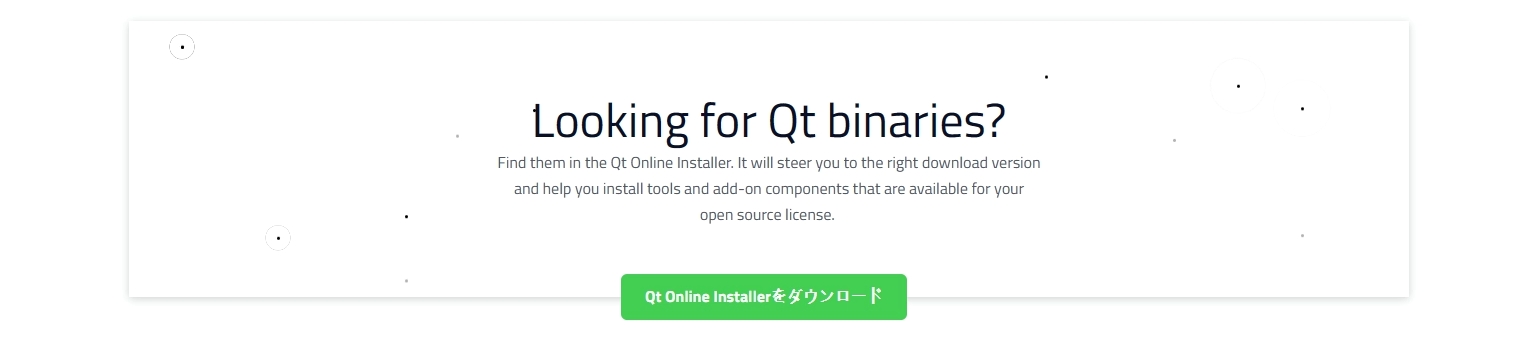 Looking for Qt binaries?
Find them in the Qt Online Installer. It will steer you to the right download version
and help you install tools and add-on components that are available for your
open source license.
Qt Online Installerをダウンロード